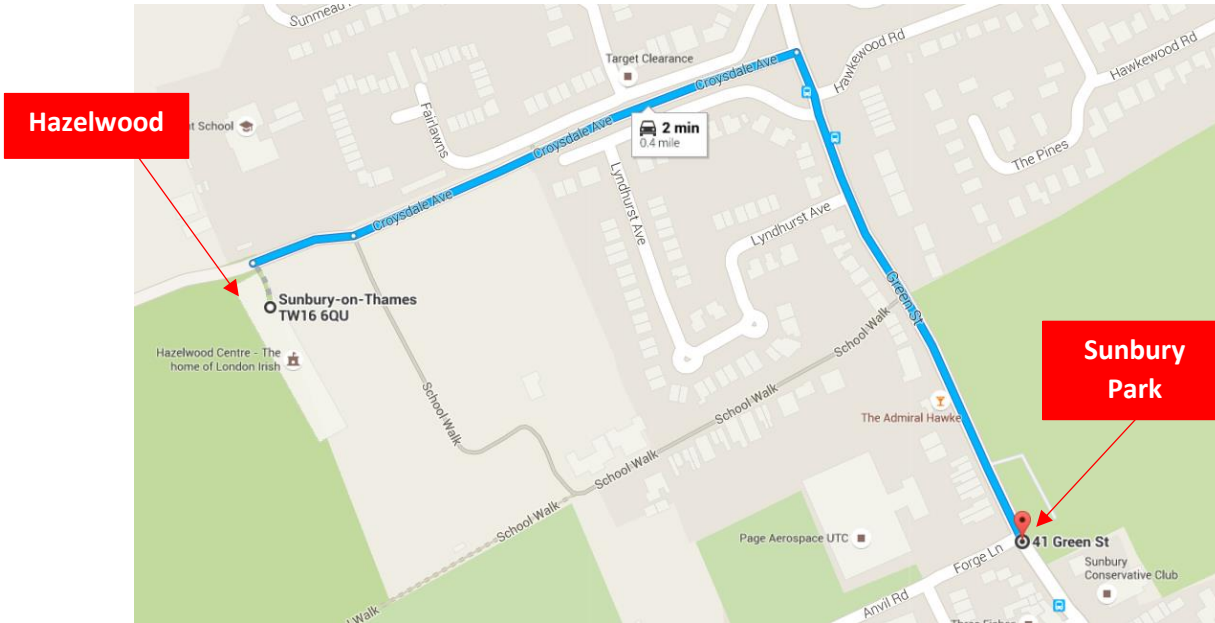 Sunmead
Hawkewood Rd
Hawkewood Rd
Target Clearance
Croysdale Ave
Hazelwood
School
Fairlawns
Croysdale Ave
2 min
0.4 mile
The Pines
Croysdale Ave
Lyndhurst Ave
Lyndhurst Ave
Green St
Sunbury-on-Thames
TW16 6QU
Hazelwood Centre - The
home of London Irish
School Walk
School Walk
School Walk
School Walk
School Walk
Sunbury
Park
The Admiral Hawke
Page Aerospace UTC
41 Green St
Forge Ln
Sunbury
Conservative Club
Anvil Rd
Walk